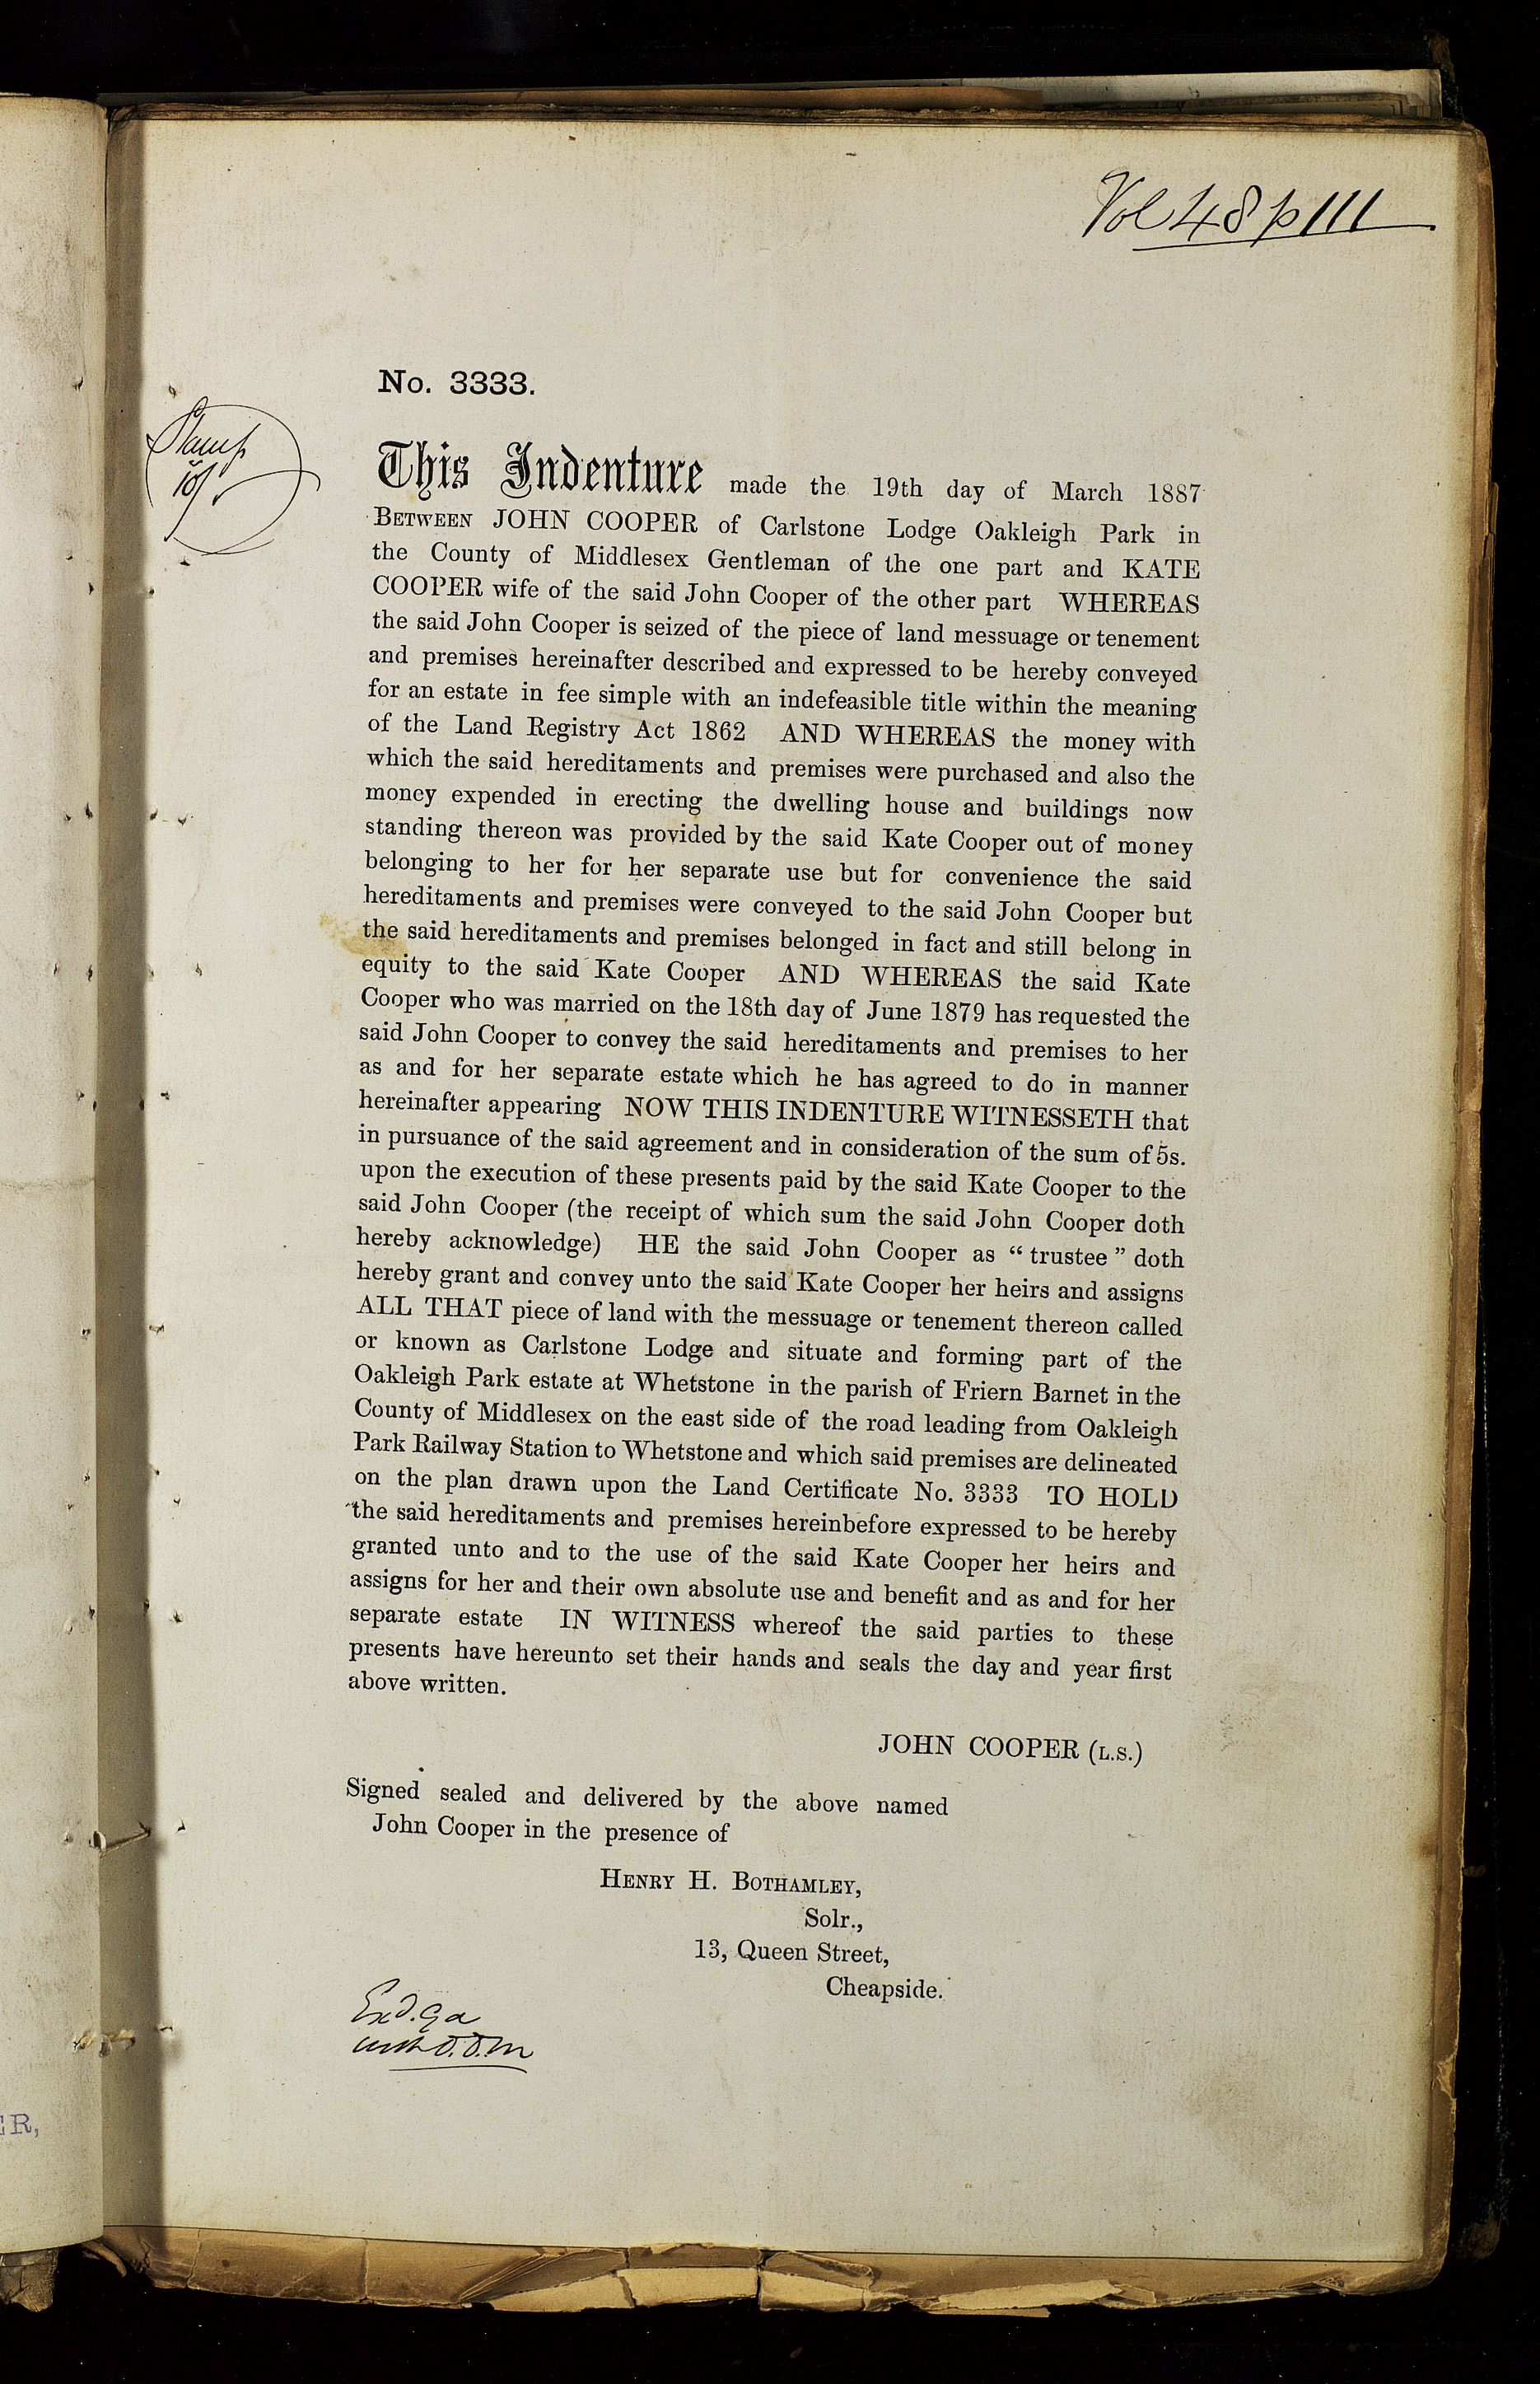 Vol 48 p 111
No. 3333.
Stamp
10/
This Indenture made the 19th day of March 1887
BETWEEN JOHN COOPER of Carlstone Lodge Oakleigh Park in
the County of Middlesex Gentleman of the one part and KATE
COOPER wife of the said John Cooper of the other part WHEREAS
the said John Cooper is seized of the piece of land messuage or tenement
and premises hereinafter described and expressed to be hereby conveyed
for an estate in fee simple with an indefeasible title within the meaning
of the Land Registry Act 1862 AND WHEREAS the money with
which the said hereditaments and premises were purchased and also the
money expended in erecting the dwelling house and buildings now
standing thereon was provided by the said Kate Cooper out of money
belonging to her for her separate use but for convenience the said
hereditaments and premises were conveyed to the said John Cooper but
the said hereditaments and premises belonged in fact and still belong in
equity to the said Kate Cooper AND WHEREAS the said Kate
Cooper who was married on the 18th day of June 1879 has requested the
said John Cooper to convey the said hereditaments and premises to her
as and for her separate estate which he has agreed to do in manner
hereinafter appearing NOW THIS INDENTURE WITNESSETH that
in pursuance of the said agreement and in consideration of the sum of 5s.
upon the execution of these presents paid by the said Kate Cooper to the
said John Cooper (the receipt of which sum the said John Cooper doth
hereby acknowledge) HE the said John Cooper as “ trustee ” doth
hereby grant and convey unto the said Kate Cooper her heirs and assigns
ALL THAT piece of land with the messuage or tenement thereon called
or known as Carlstone Lodge and situate and forming part of the
Oakleigh Park estate at Whetstone in the parish of Friern Barnet in the
County of Middlesex on the east side of the road leading from Oakleigh
Park Railway Station to Whetstone and which said premises are delineated
on the plan drawn upon the Land Certificate No. 3333 TO HOLD
the said hereditaments and premises hereinbefore expressed to be hereby
granted unto and to the use of the said Kate Cooper her heirs and
assigns for her and their own absolute use and benefit and as and for her
separate estate IN WITNESS whereof the said parties to these
presents have hereunto set their hands and seals the day and year first
above written.
JOHN COOPER (L.S.)
Signed sealed and delivered by the above named
John Cooper in the presence of
HENRY H. BOTHAMLEY,
Solr.,
13, Queen Street,
Cheapside.
Exd. G a
with D.D.M
ER,